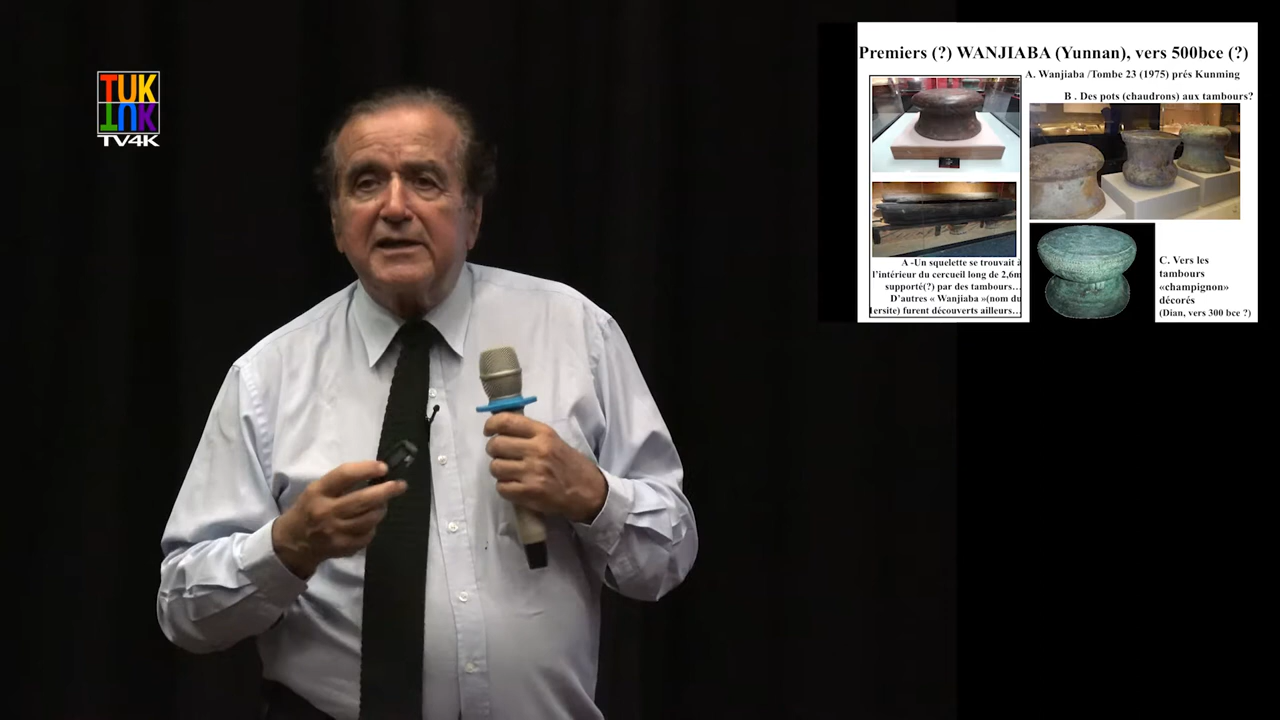 TUK
TUK
TV4K
Premiers (?) WANJIABA (Yunnan), vers 500bce (?)
A. Wanjiaba /Tombe 23 (1975) prés Kunming
B . Des pots (chaudrons) aux tambours?
A -Un squelette se trouvait à
l'intérieur du cercueil long de 2,6m
supporté(?) par des tambours…
D'autres « Wanjiaba »(nom du
1ersite) furent découverts ailleurs…
C. Vers les
tambours
«champignon»
décorés
(Dian, vers 300 bce ?)